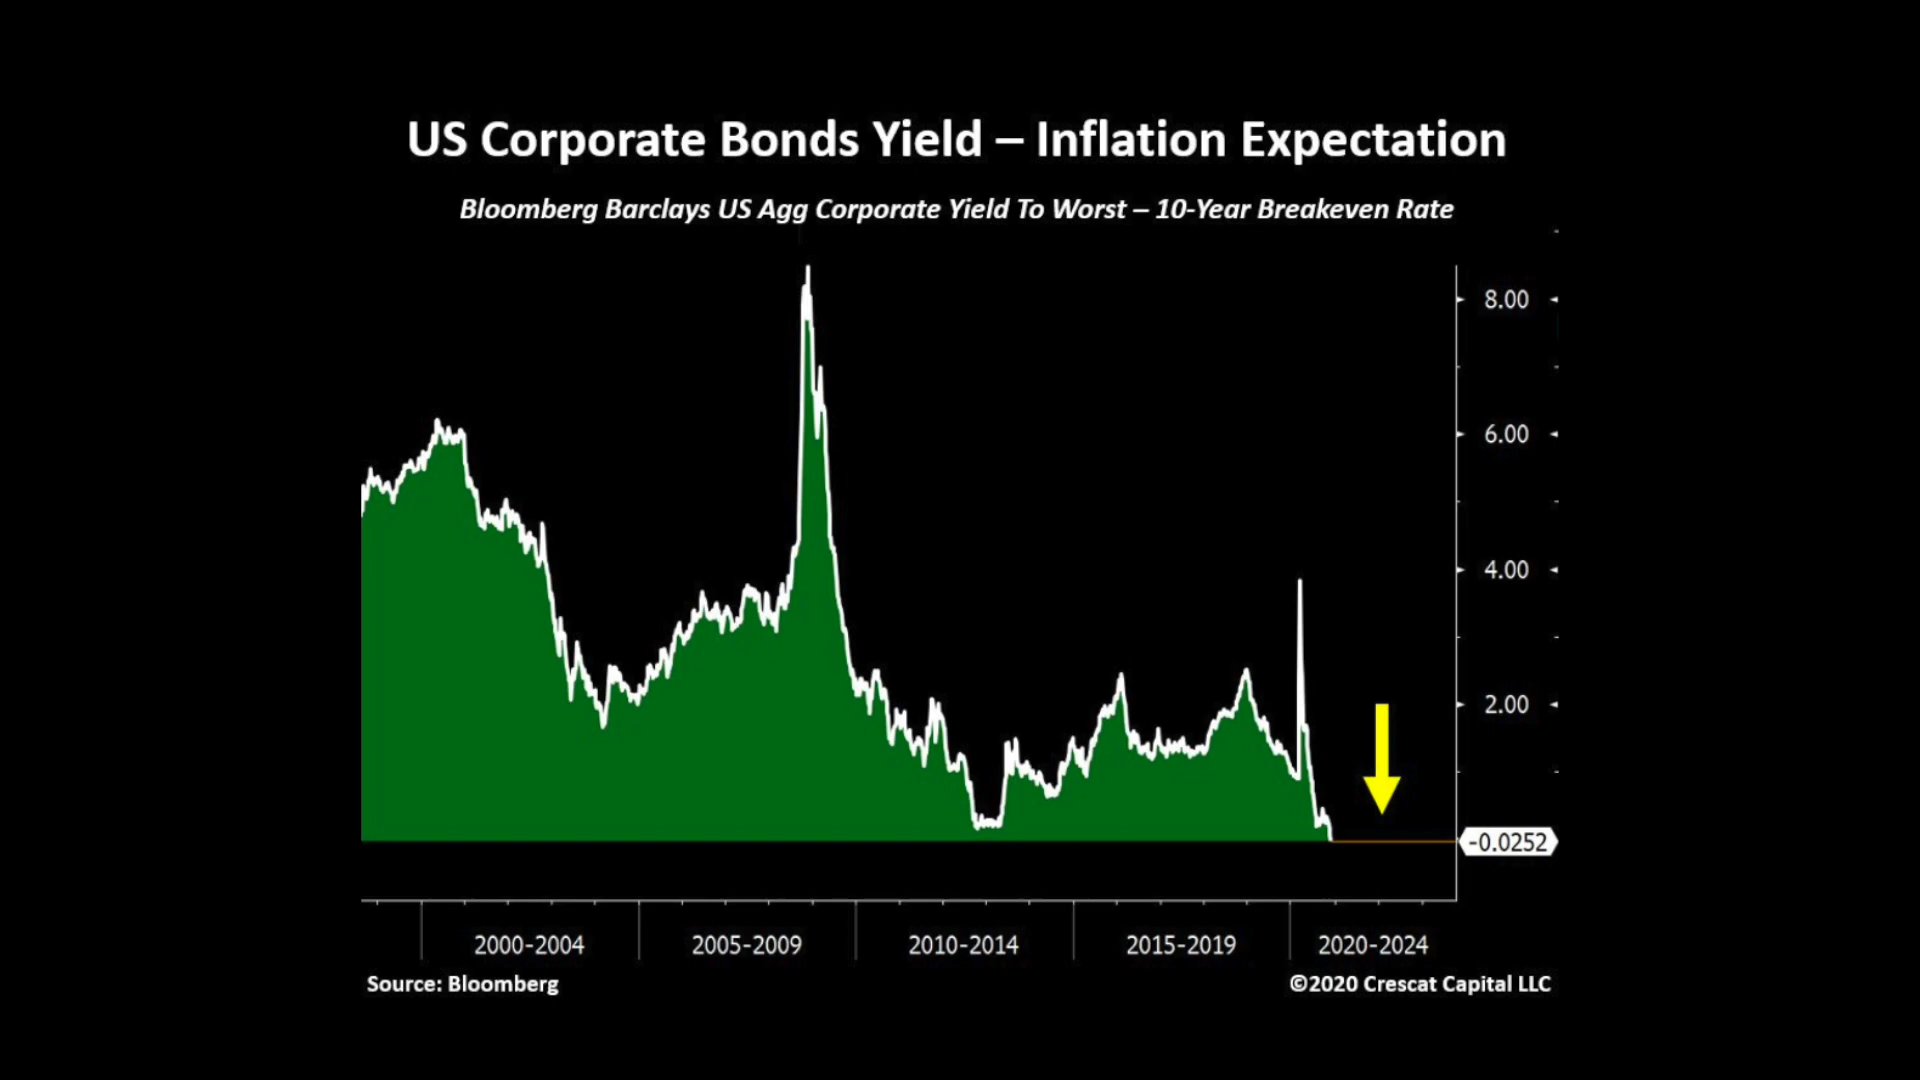 US Corporate Bonds Yield – Inflation Expectation
Bloomberg Barclays US Agg Corporate Yield To Worst – 10-Year Breakeven Rate
8.00
6.00
4.00
2.00
-0.0252
2000-2004 2005-2009 2010-2014 2015-2019 2020-2024
Source: Bloomberg ©2020 Crescat Capital LLC